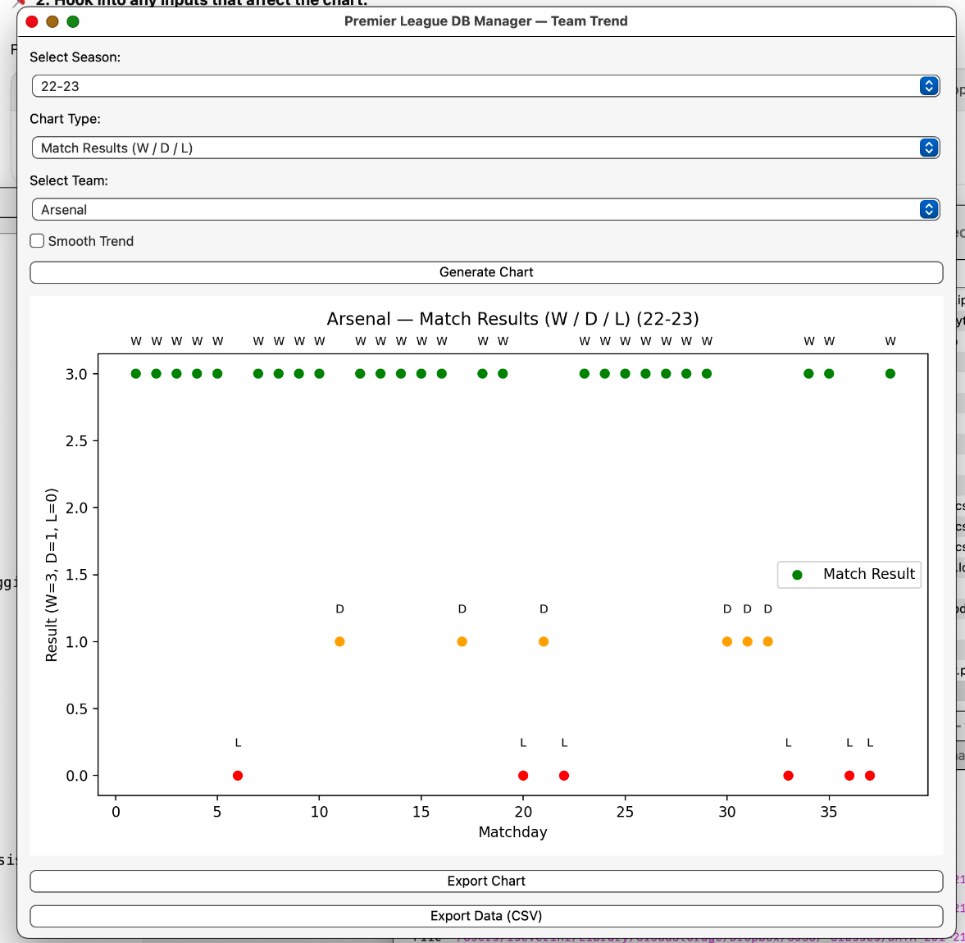 2. Hook into any inputs that affect the chart.
Premier League DB Manager — Team Trend
Select Season:
22-23
Chart Type:
Match Results (W / D / L)
Select Team:
Arsenal
Smooth Trend
Generate Chart
Arsenal — Match Results (W / D / L) (22-23)
W W W W W W W W W W W W W W W W W W W W W W W W W W
3.0
2.5
2.0
1.5
Match Result
D D D D D D
1.0
0.5
L L L L L L
0.0
Result (W=3, D=1, L=0)
0 5 10 15 20 25 30 35
Matchday
Export Chart
Export Data (CSV)